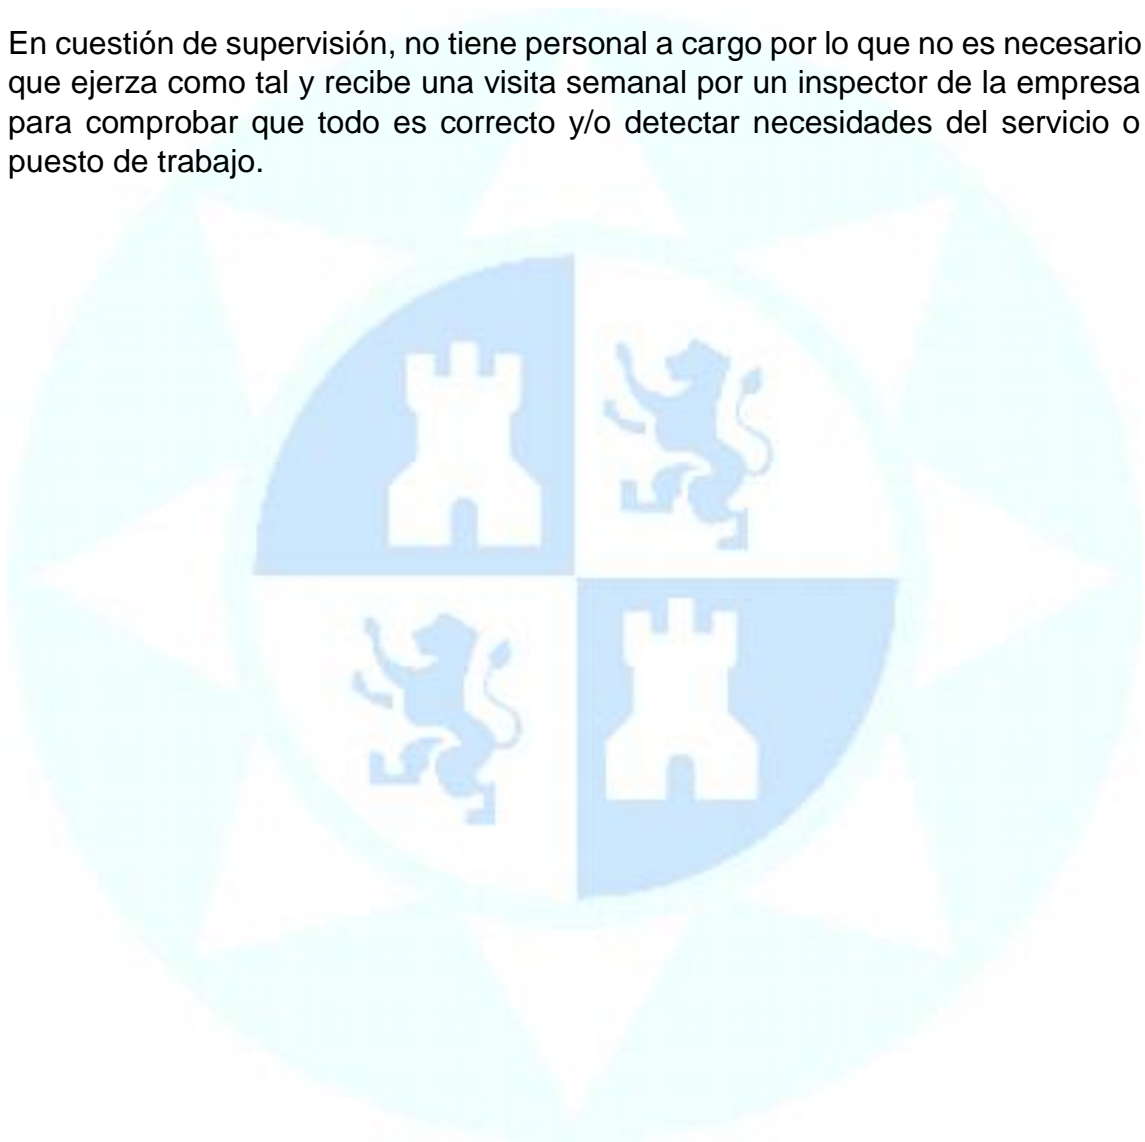 En cuestión de supervisión, no tiene personal a cargo por lo que no es necesario
que ejerza como tal y recibe una visita semanal por un inspector de la empresa
para comprobar que todo es correcto y/o detectar necesidades del servicio o
puesto de trabajo.